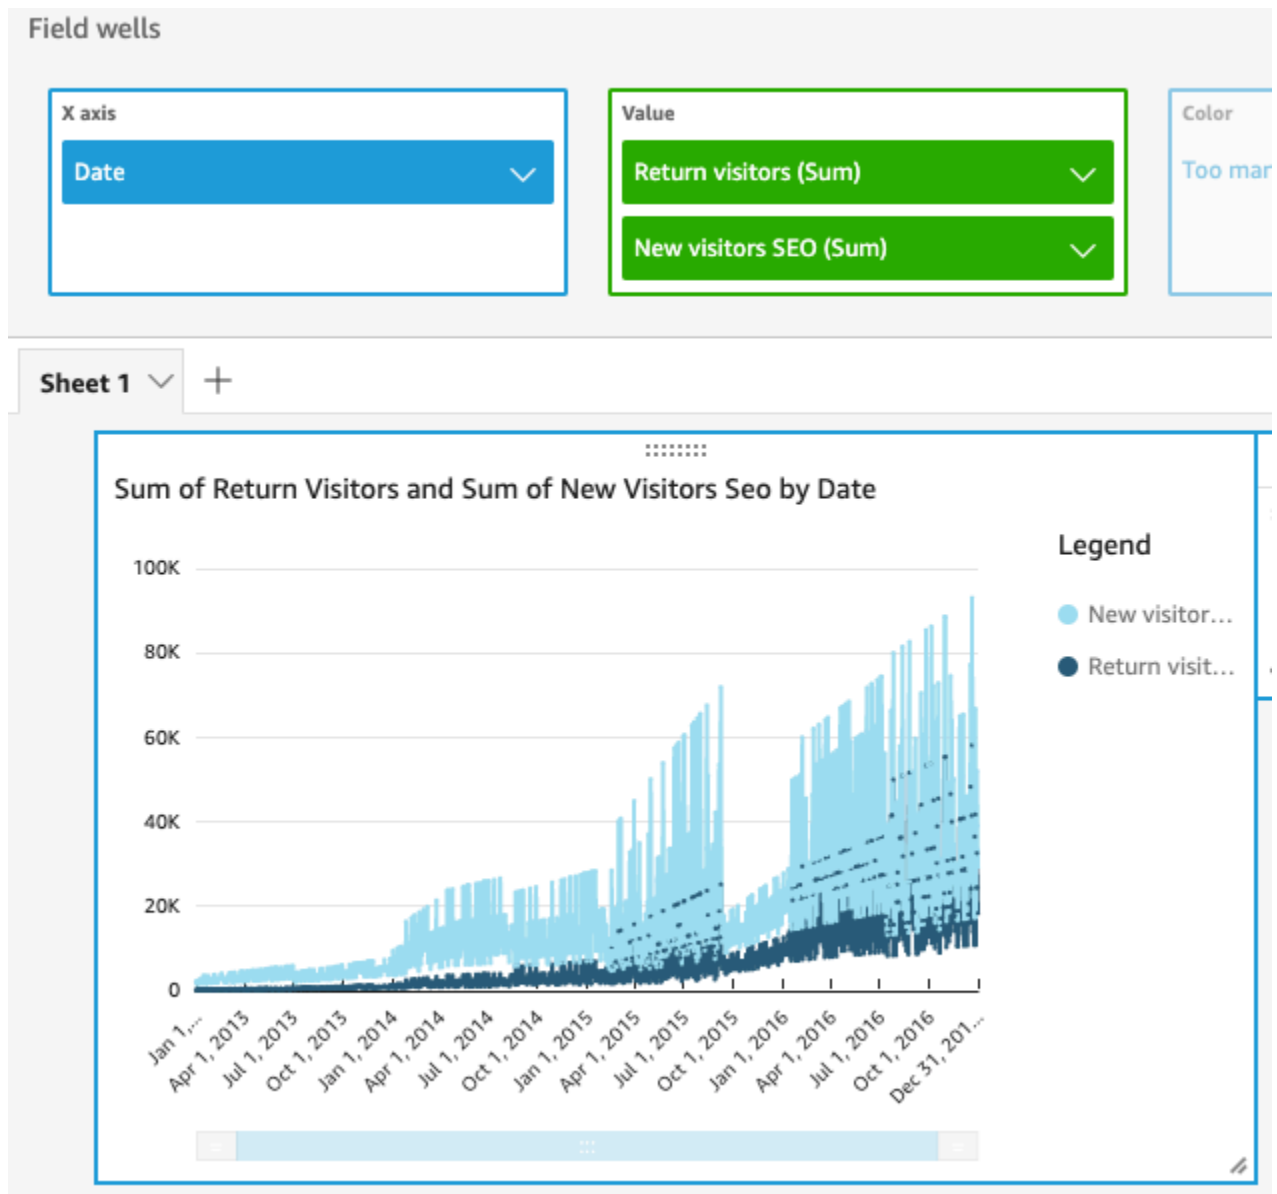 Field wells
X axis
Date
Value
Return visitors (Sum)
New visitors SEO (Sum)
Color
Too mar
Sheet 1
Sum of Return Visitors and Sum of New Visitors Seo by Date
Legend
New visitor...
Return visit...
100K
80K
60K
40K
20K
0
Jan 1,...
Apr 1, 2013
Jul 1, 2013
Oct 1, 2013
Jan 1, 2014
Apr 1, 2014
Jul 1, 2014
Oct 1, 2014
Jan 1, 2015
Apr 1, 2015
Jul 1, 2015
Oct 1, 2015
Jan 1, 2016
Apr 1, 2016
Jul 1, 2016
Oct 1, 2016
Dec 31, 201...